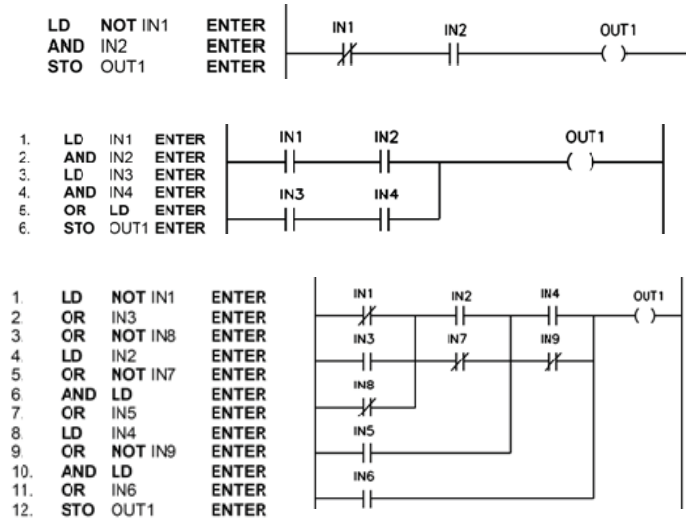 LD NOT IN1 ENTER
AND IN2 ENTER
STO OUT1 ENTER
IN1 IN2 OUT1
1. LD IN1 ENTER
2. AND IN2 ENTER
3. LD IN3 ENTER
4. AND IN4 ENTER
5. OR LD ENTER
6. STO OUT1 ENTER
IN1 IN2 OUT1
IN3 IN4
1. LD NOT IN1 ENTER
2. OR IN3 ENTER
3. OR NOT IN8 ENTER
4. LD IN2 ENTER
5. OR NOT IN7 ENTER
6. AND LD ENTER
7. OR IN5 ENTER
8. LD IN4 ENTER
9. OR NOT IN9 ENTER
10. AND LD ENTER
11. OR IN6 ENTER
12. STO OUT1 ENTER
IN1 IN2 IN4 OUT1
IN3 IN7 IN9
IN8
IN5
IN6